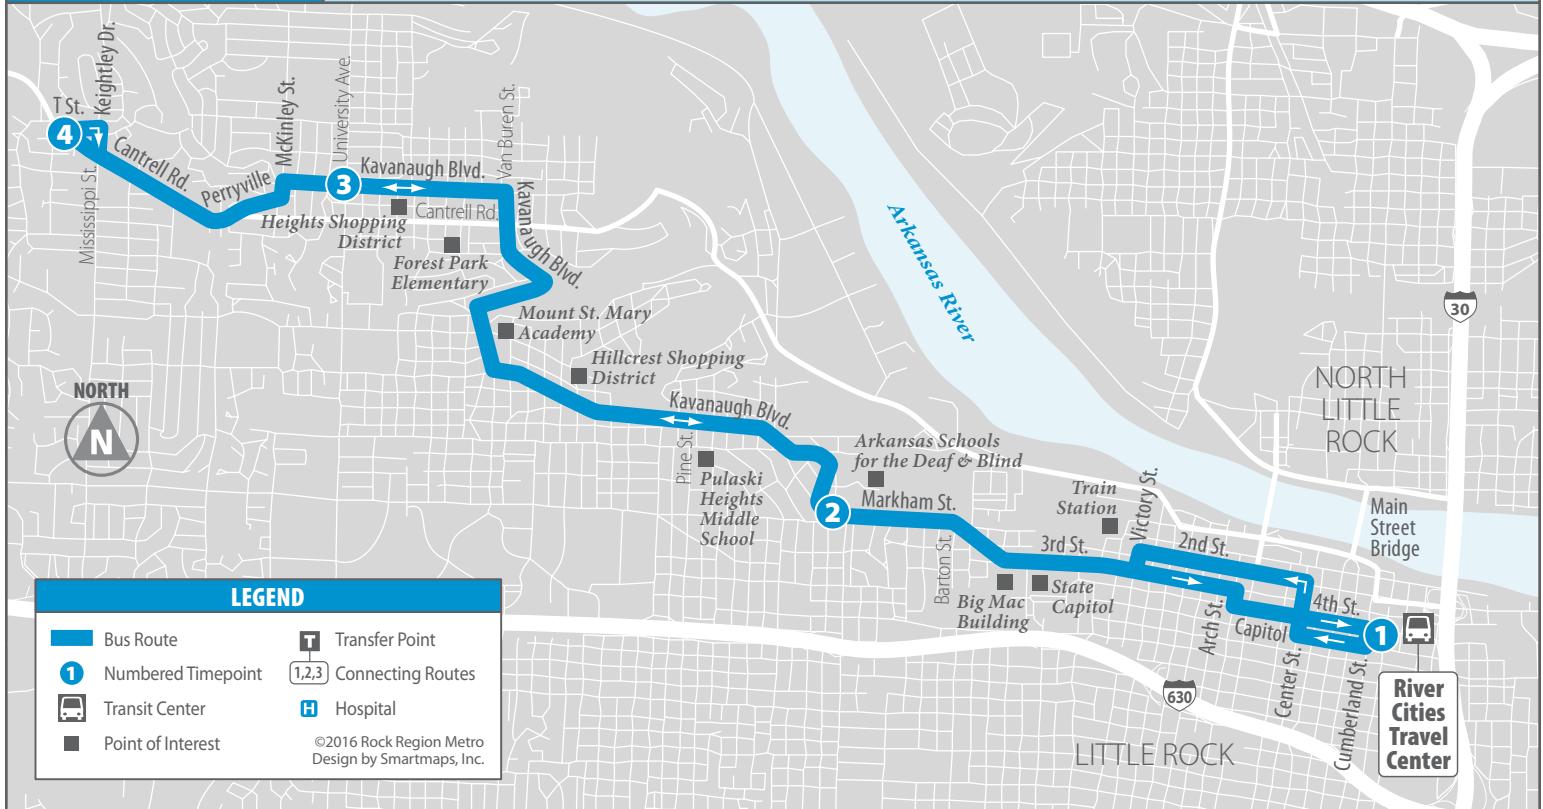 T St.
Keightley Dr.
4
Mississippi St.
Cantrell Rd.
Perryville
McKinley St.
University Ave.
3
Kavanaugh Blvd.
Van Buren St.
Heights Shopping
District
Cantrell Rd.
Forest Park
Elementary
Kavanaugh Blvd.
Mount St. Mary
Academy
Hillcrest Shopping
District
Kavanaugh Blvd.
Pine St.
Pulaski
Heights
Middle
School
2
Arkansas Schools
for the Deaf & Blind
Markham St.
Barton St.
3rd St.
Big Mac
Building
State
Capitol
Train
Station
Victory St.
2nd St.
Arch St.
Capitol
4th St.
Center St.
Cumberland St.
1
River
Cities
Travel
Center
Main
Street
Bridge
Arkansas River
30
NORTH
LITTLE
ROCK
630
LITTLE ROCK
NORTH
N
LEGEND
Bus Route
1 Numbered Timepoint
Transit Center
Point of Interest
T Transfer Point
1,2,3 Connecting Routes
H Hospital
©2016 Rock Region Metro
Design by Smartmaps, Inc.